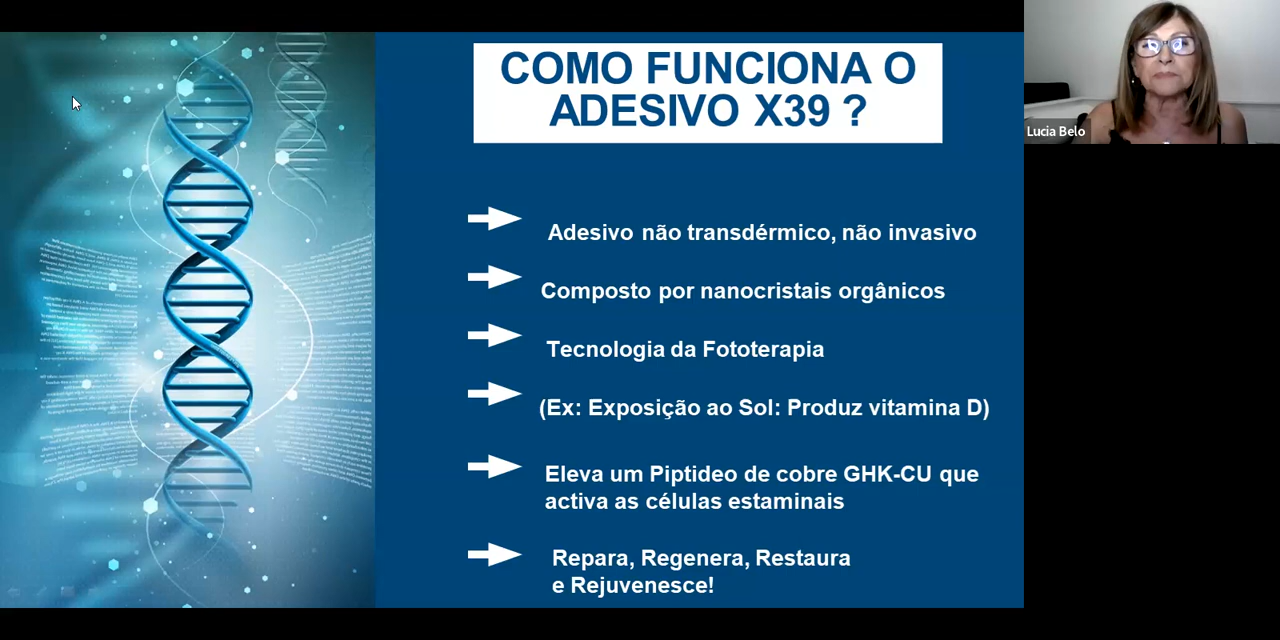 COMO FUNCIONA O
ADESIVO X39 ?
Adesivo não transdérmico, não invasivo
Composto por nanocristais orgânicos
Tecnologia da Fototerapia
(Ex: Exposição ao Sol: Produz vitamina D)
Eleva um Piptideo de cobre GHK-CU que
activa as células estaminais
Repara, Regenera, Restaura
e Rejuvenesce!
Lucia Belo